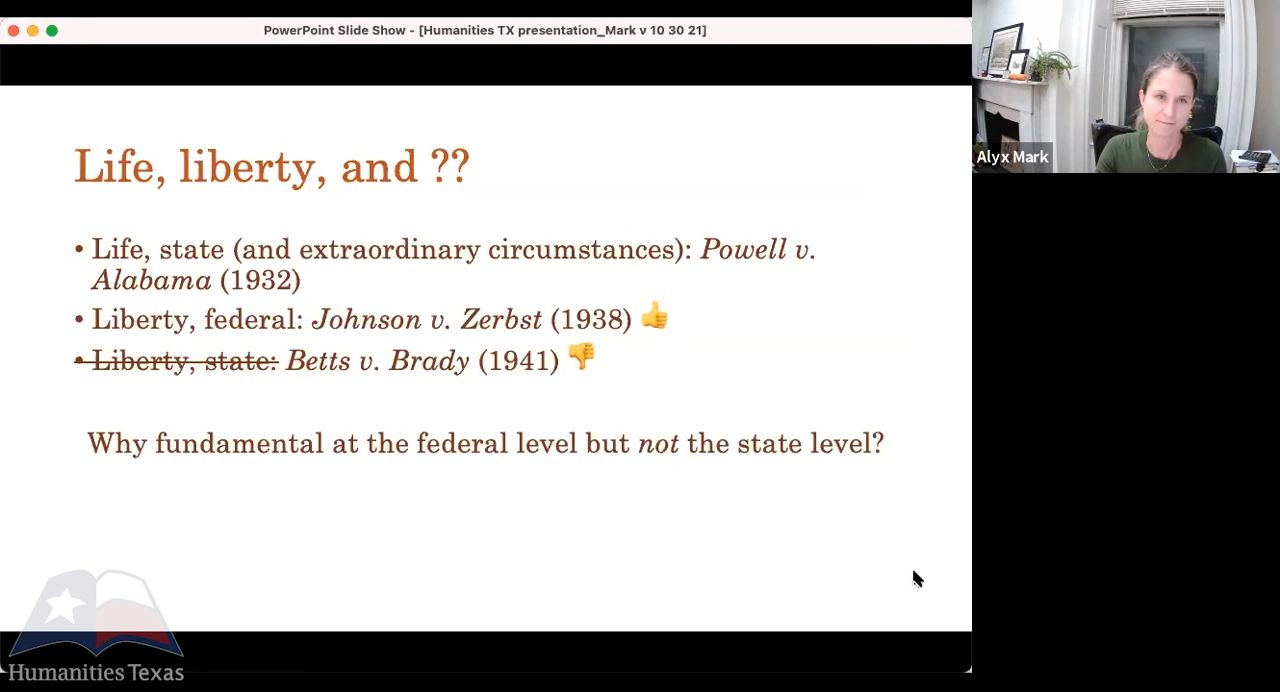 PowerPoint Slide Show - [Humanities TX presentation_Mark v 10 30 21]
Alyx Mark
Life, liberty, and ??
• Life, state (and extraordinary circumstances): Powell v.
Alabama (1932)
• Liberty, federal: Johnson v. Zerbst (1938) 👍
• Liberty, state: Betts v. Brady (1941) 👎
Why fundamental at the federal level but not the state level?
Humanities Texas